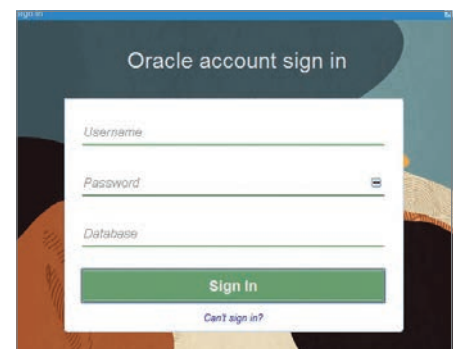 sign in
Oracle account sign in
Username
Password
Database
Sign In
Can't sign in?